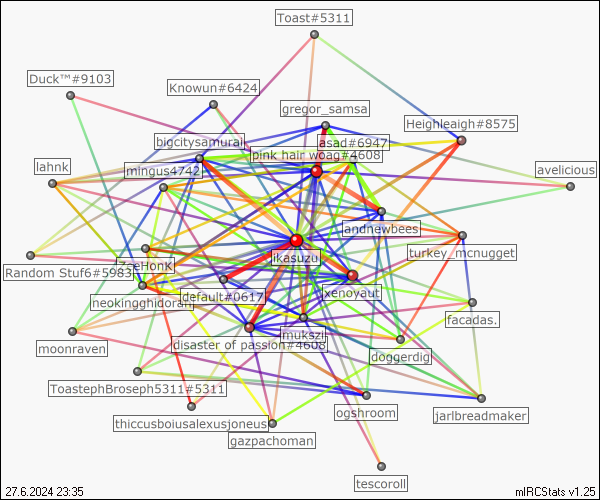 Toast#5311
Duck™#9103
Knowun#6424
gregor_samsa
Heighleigh#8575
bigcitysamurai
asad#6947
pink hair woag#4608
lahnk
mingus4742
avelicious
andnewbees
turkey_mcnugget
ikasuzu
Random Stuf6#5983
ZeeHonk
xenoyaut
default#0617
facadas.
mukszi
moonraven
disaster of passion#4608
doggerdig
ToastephBroseph5311#5311
ogshroom
jarlbreadmaker
thiccusboiusalexusjoneus
gazpachoman
tescoroll
27.6.2024 23:35
mIRCStats v1.25